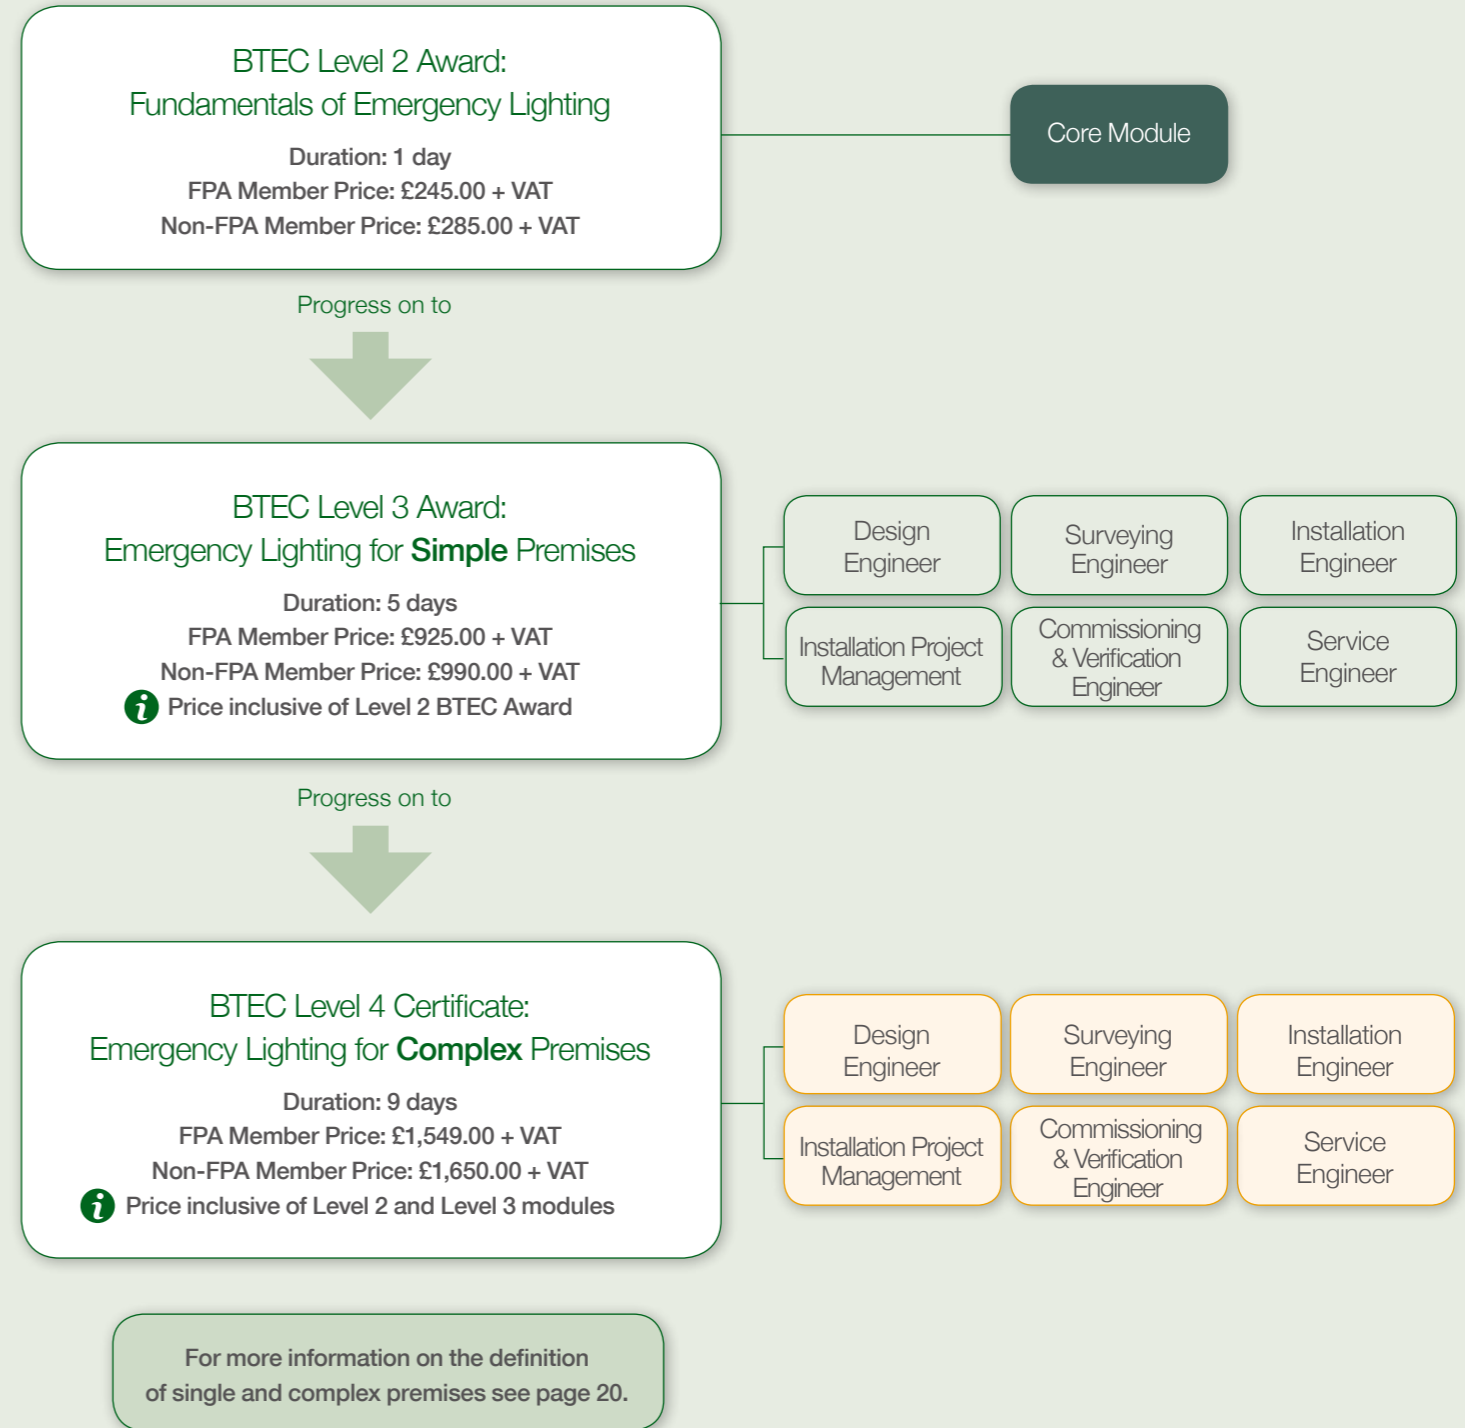 BTEC Level 2 Award:
Fundamentals of Emergency Lighting
Duration: 1 day
FPA Member Price: £245.00 + VAT
Non-FPA Member Price: £285.00 + VAT
Core Module
Progress on to
BTEC Level 3 Award:
Emergency Lighting for Simple Premises
Duration: 5 days
FPA Member Price: £925.00 + VAT
Non-FPA Member Price: £990.00 + VAT
i Price inclusive of Level 2 BTEC Award
Design
Engineer
Surveying
Engineer
Installation
Engineer
Installation Project
Management
Commissioning
& Verification
Engineer
Service
Engineer
Progress on to
BTEC Level 4 Certificate:
Emergency Lighting for Complex Premises
Duration: 9 days
FPA Member Price: £1,549.00 + VAT
Non-FPA Member Price: £1,650.00 + VAT
i Price inclusive of Level 2 and Level 3 modules
Design
Engineer
Surveying
Engineer
Installation
Engineer
Installation Project
Management
Commissioning
& Verification
Engineer
Service
Engineer
For more information on the definition
of single and complex premises see page 20.